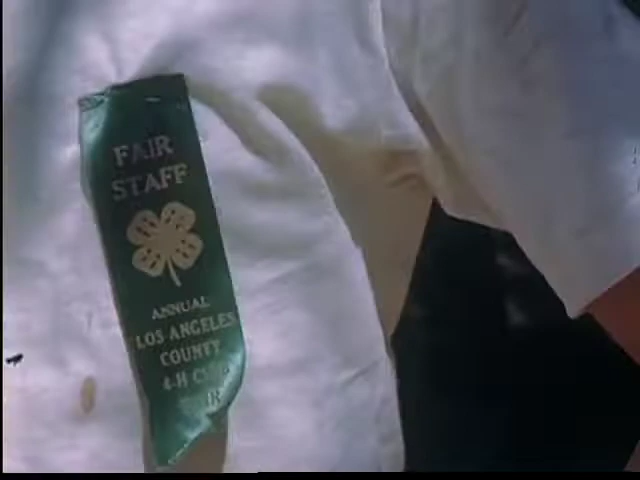 FAIR
STAFF
ANNUAL
LOS ANGELES
COUNTY
4-H